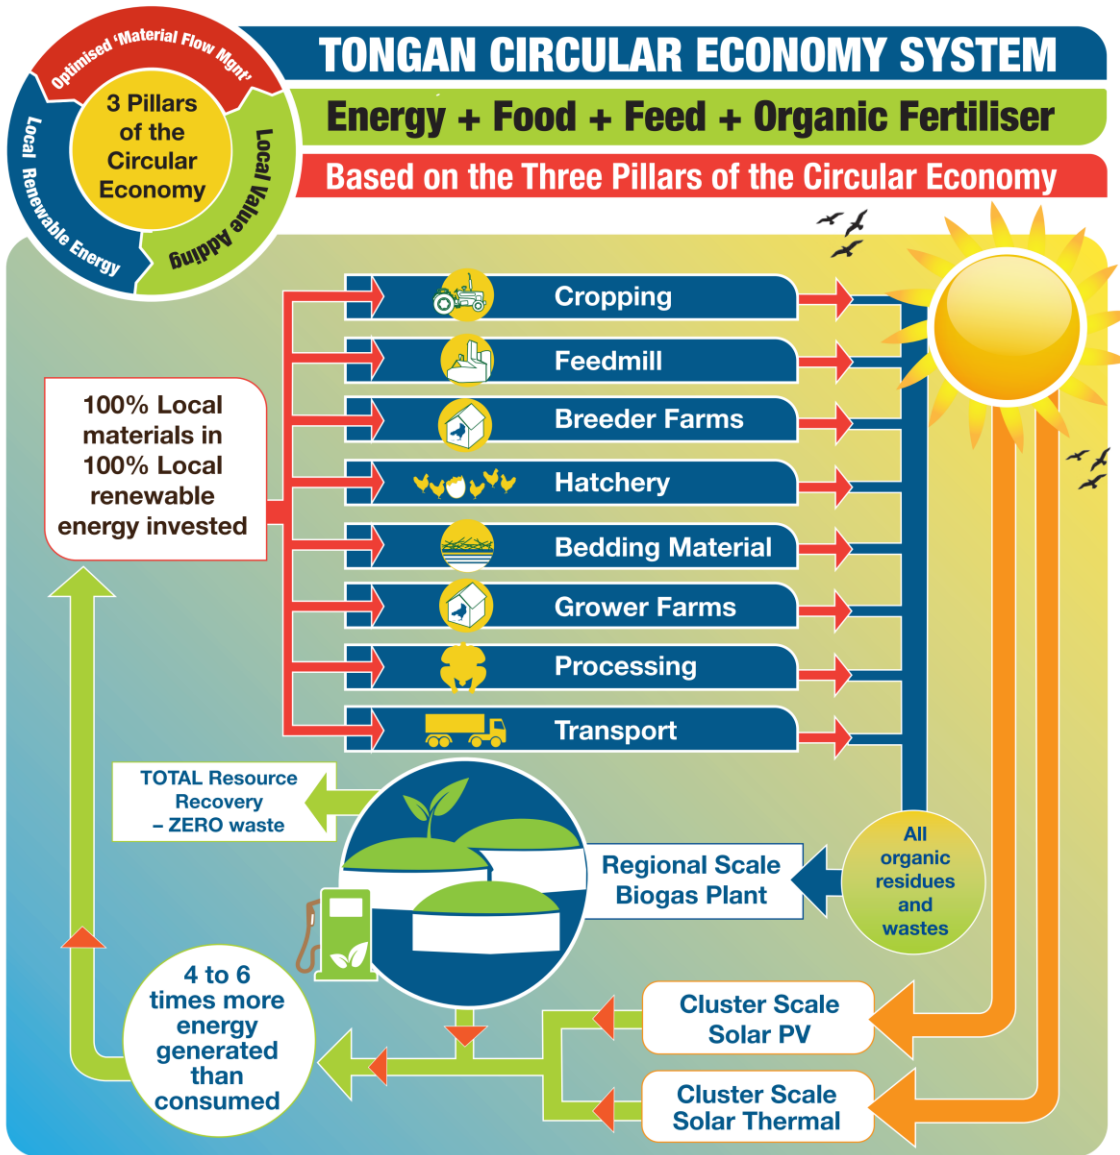 Optimised 'Material Flow Mgnt'
Local Renewable Energy
Local Value Adding
3 Pillars
of the
Circular
Economy
TONGAN CIRCULAR ECONOMY SYSTEM
Energy + Food + Feed + Organic Fertiliser
Based on the Three Pillars of the Circular Economy
100% Local
materials in
100% Local
renewable
energy invested
Cropping
Feedmill
Breeder Farms
Hatchery
Bedding Material
Grower Farms
Processing
Transport
TOTAL Resource
Recovery
– ZERO waste
Regional Scale
Biogas Plant
All
organic
residues
and
wastes
4 to 6
times more
energy
generated
than
consumed
Cluster Scale
Solar PV
Cluster Scale
Solar Thermal